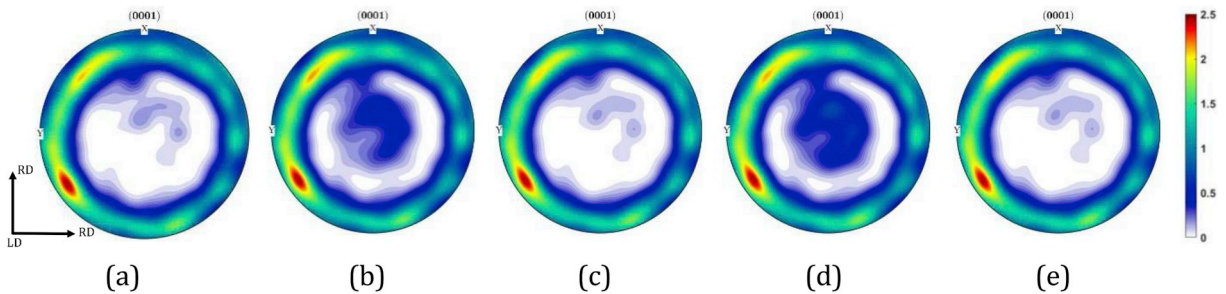 (0001) (0001) (0001) (0001) (0001)
X X X X X
2.5
2
1.5
1
0.5
0
Y Y Y Y Y
RD
LD RD
(a) (b) (c) (d) (e)